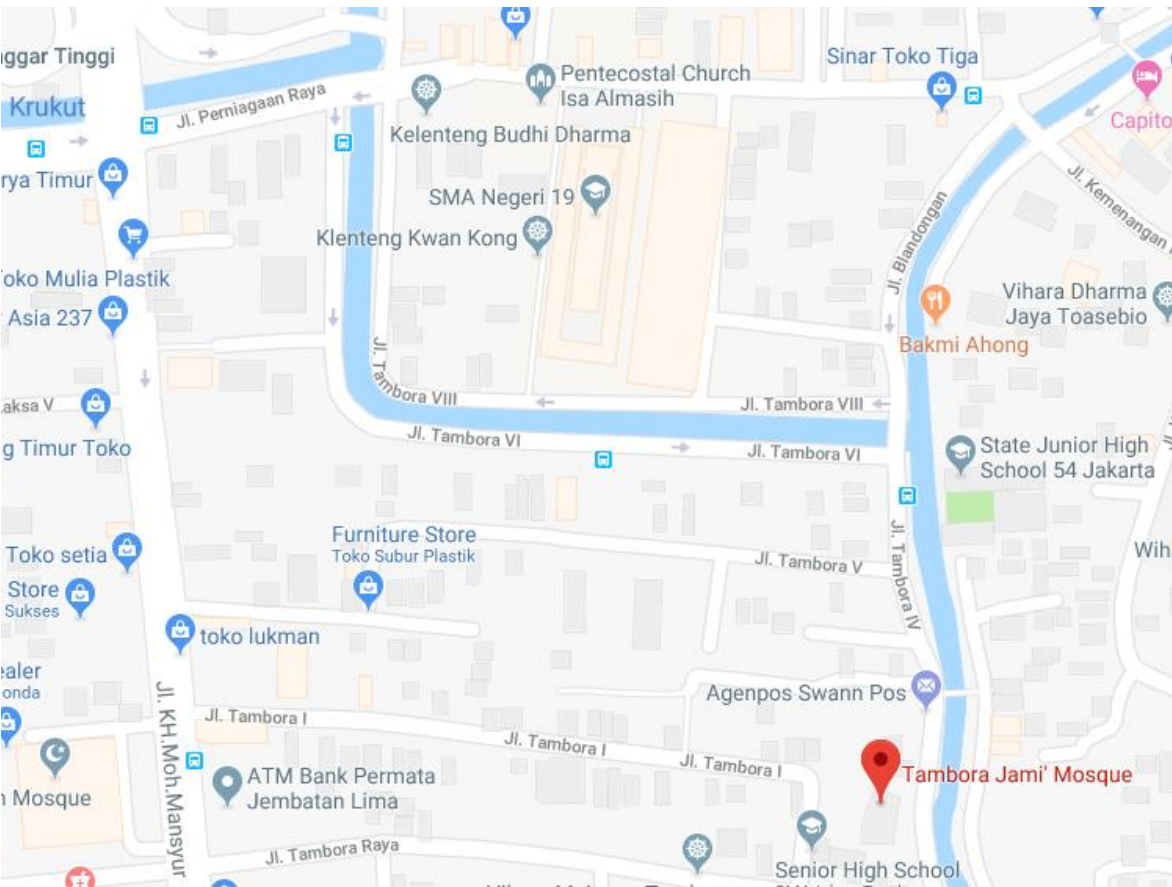 ggar Tinggi
Krukut
Jl. Perniagaan Raya
Pentecostal Church
Isa Almasih
Sinar Toko Tiga
Capito
Kelenteng Budhi Dharma
rya Timur
SMA Negeri 19
Klenteng Kwan Kong
Jl. Blandongan
Jl. Kemenangan
Toko Mulia Plastik
Asia 237
Vihara Dharma
Jaya Toasebio
Bakmi Ahong
Jl. Tambora VIII
Jl. Tambora VIII
aksa V
g Timur Toko
Jl. Tambora VI
Jl. Tambora VI
State Junior High
School 54 Jakarta
Furniture Store
Toko Subur Plastik
Toko setia
Store
Sukses
Jl. Tambora V
Jl. Tambora IV
Wih
toko lukman
ealer
onda
Agenpos Swann Pos
Jl. KH.Moh.Mansyur
Jl. Tambora I
Jl. Tambora I
Jl. Tambora I
Tambora Jami' Mosque
ATM Bank Permata
Jembatan Lima
n Mosque
Jl. Tambora Raya
Senior High School